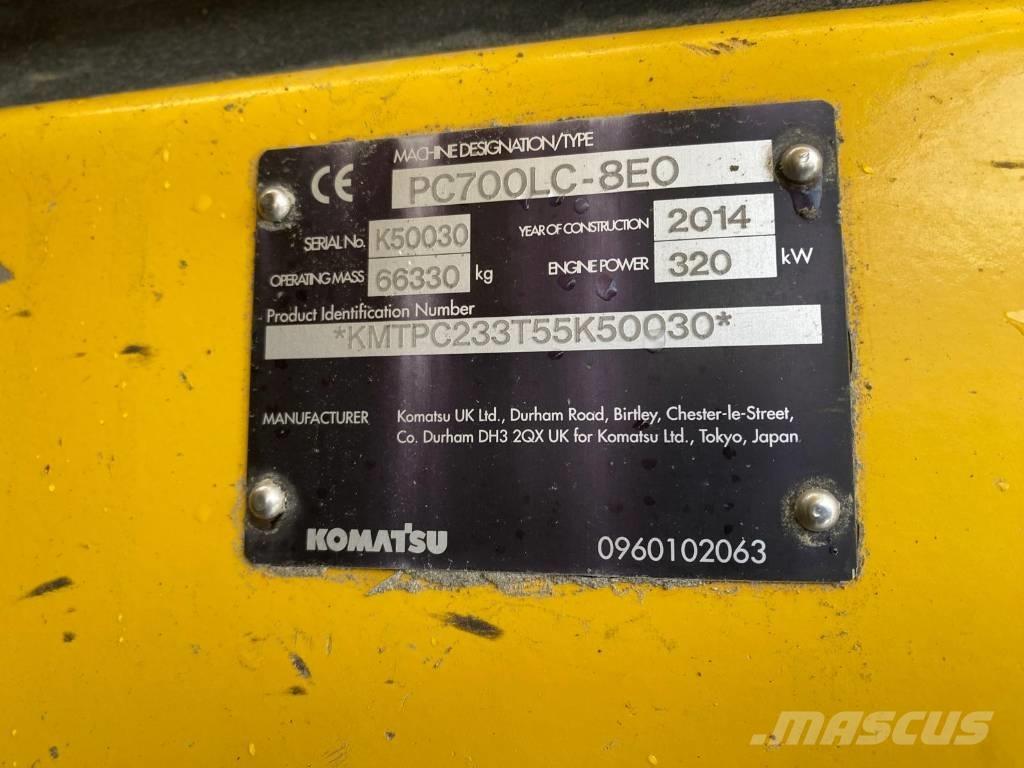 CE
MACHINE DESIGNATION/TYPE
PC700LC-8E0
SERIAL No. K50030 YEAR OF CONSTRUCTION 2014
OPERATING MASS 66330 kg ENGINE POWER 320 kW
Product Identification Number
*KMTPC233T55K50030*
MANUFACTURER Komatsu UK Ltd., Durham Road, Birtley, Chester-le-Street,
Co. Durham DH3 2QX UK for Komatsu Ltd., Tokyo, Japan
KOMATSU 0960102063
MASCUS